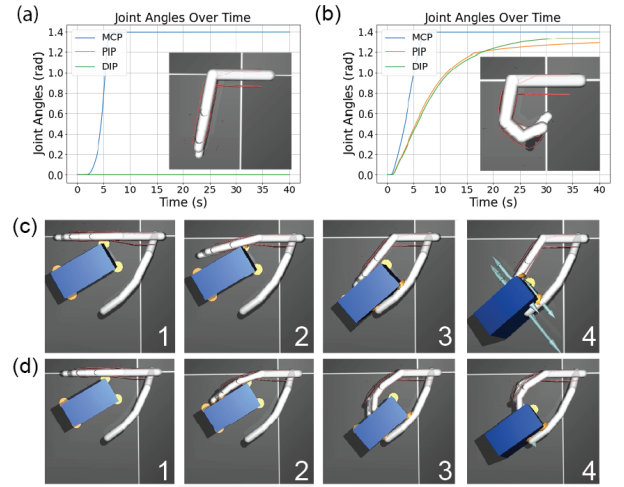 (a)
Joint Angles Over Time
Joint Angles (rad)
1.4
1.2
1.0
0.8
0.6
0.4
0.2
0.0
MCP
PIP
DIP
0 5 10 15 20 25 30 35 40
Time (s)
(b)
Joint Angles Over Time
Joint Angles (rad)
1.4
1.2
1.0
0.8
0.6
0.4
0.2
0.0
MCP
PIP
DIP
0 5 10 15 20 25 30 35 40
Time (s)
(c)
1 2 3 4
(d)
1 2 3 4